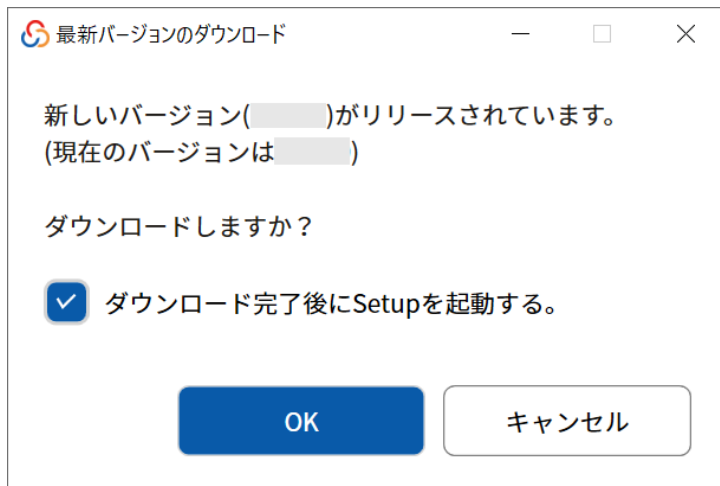 最新バージョンのダウンロード
新しいバージョン( )がリリースされています。
(現在のバージョンは )
ダウンロードしますか？
ダウンロード完了後にSetupを起動する。
OK
キャンセル